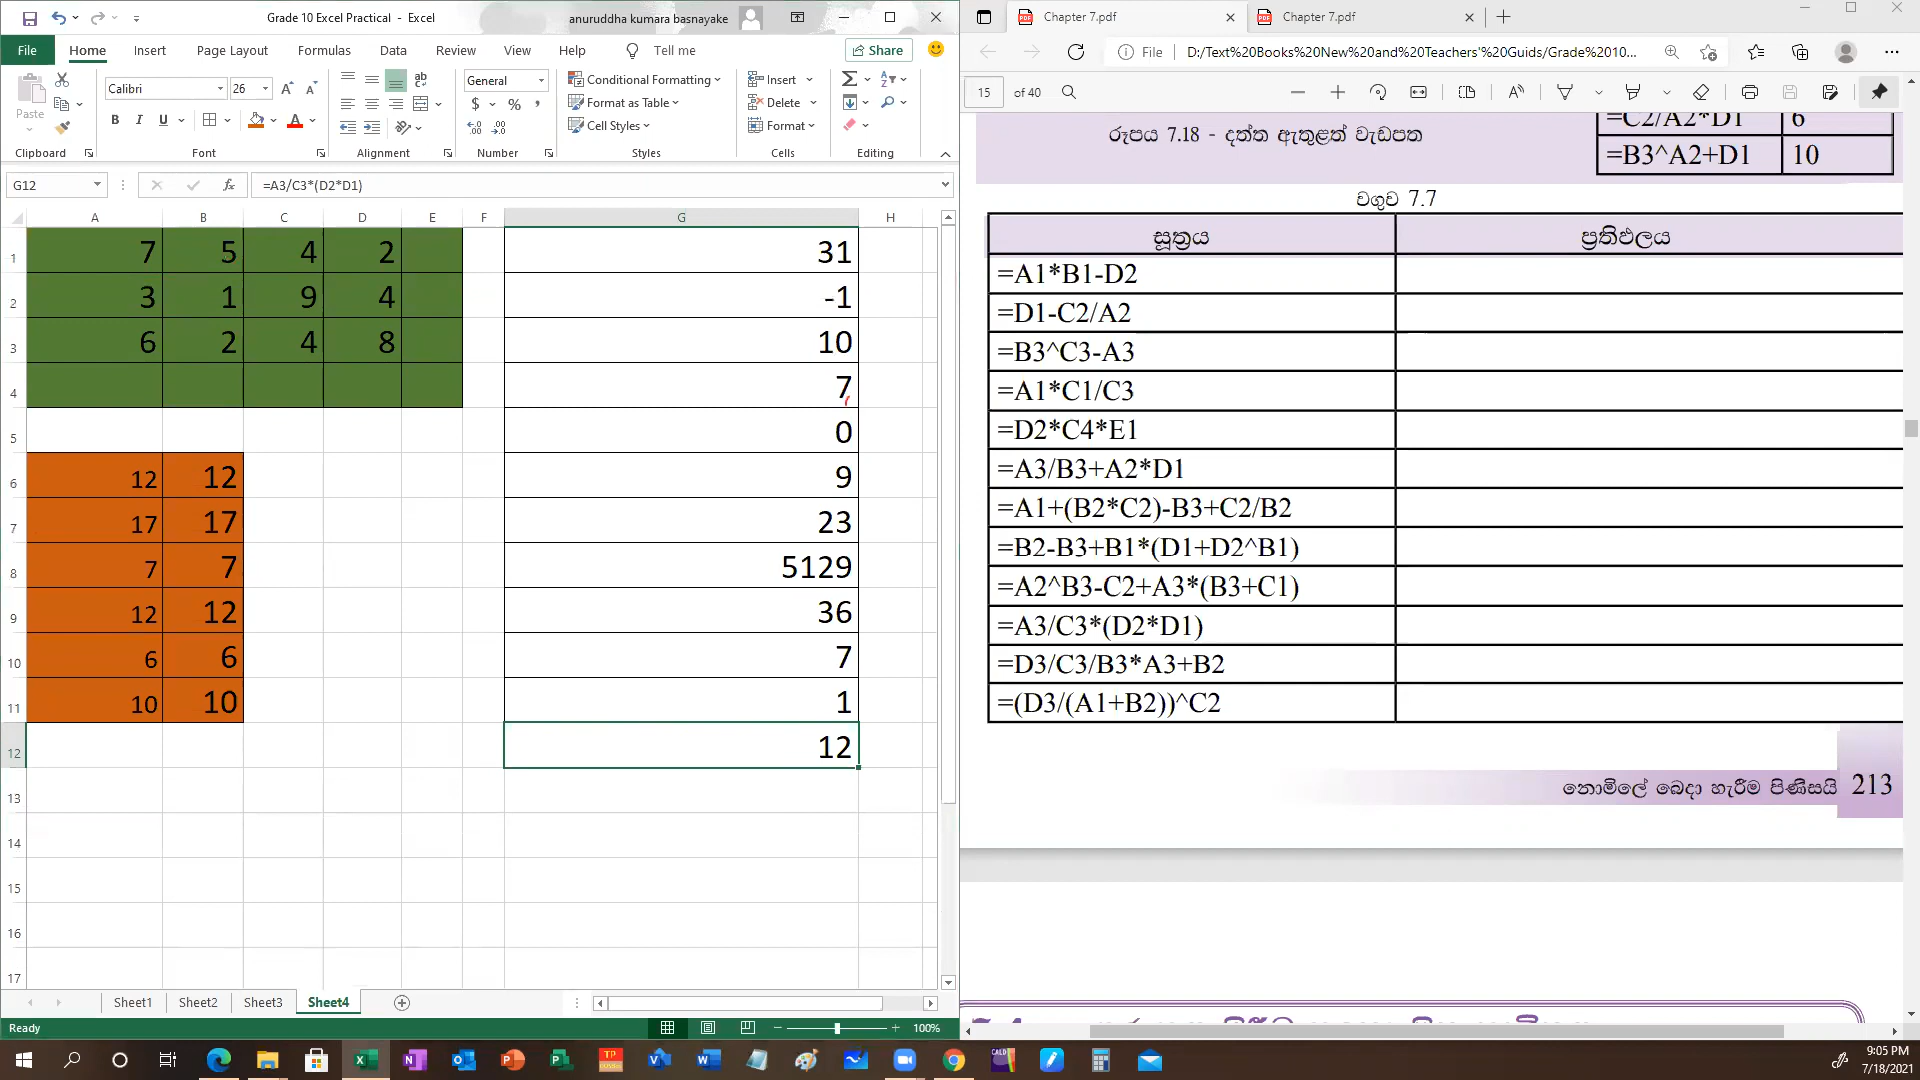 Grade 10 Excel Practical - Excel
anuruddha kumara basnayake
File Home Insert Page Layout Formulas Data Review View Help Tell me Share
Paste
Calibri 26
B I U
General
$ % ,
Conditional Formatting
Format as Table
Cell Styles
Insert
Delete
Format
Clipboard Font Alignment Number Styles Cells Editing
G12 fx =A3/C3*(D2*D1)
A B C D E F G H
1 7 5 4 2 31
2 3 1 9 4 -1
3 6 2 4 8 10
4 7
5 0
6 12 12 9
7 17 17 23
8 7 7 5129
9 12 12 36
10 6 6 7
11 10 10 1
12 12
13
14
15
16
17
Sheet1 Sheet2 Sheet3 Sheet4
Ready 100%
Chapter 7.pdf Chapter 7.pdf
File D:/Text%20Books%20New%20and%20Teachers'%20Guids/Grade%2010...
15 of 40
=C2/A2*D1 6
රූපය 7.18 - දත්ත ඇතුළත් වැඩපත
=B3^A2+D1 10
වගුව 7.7
සූත්‍රය ප්‍රතිඵලය
=A1*B1-D2
=D1-C2/A2
=B3^C3-A3
=A1*C1/C3
=D2*C4*E1
=A3/B3+A2*D1
=A1+(B2*C2)-B3+C2/B2
=B2-B3+B1*(D1+D2^B1)
=A2^B3-C2+A3*(B3+C1)
=A3/C3*(D2*D1)
=D3/C3/B3*A3+B2
=(D3/(A1+B2))^C2
නොමිලේ බෙදා හැරීම පිණිසයි 213
9:05 PM
7/18/2021